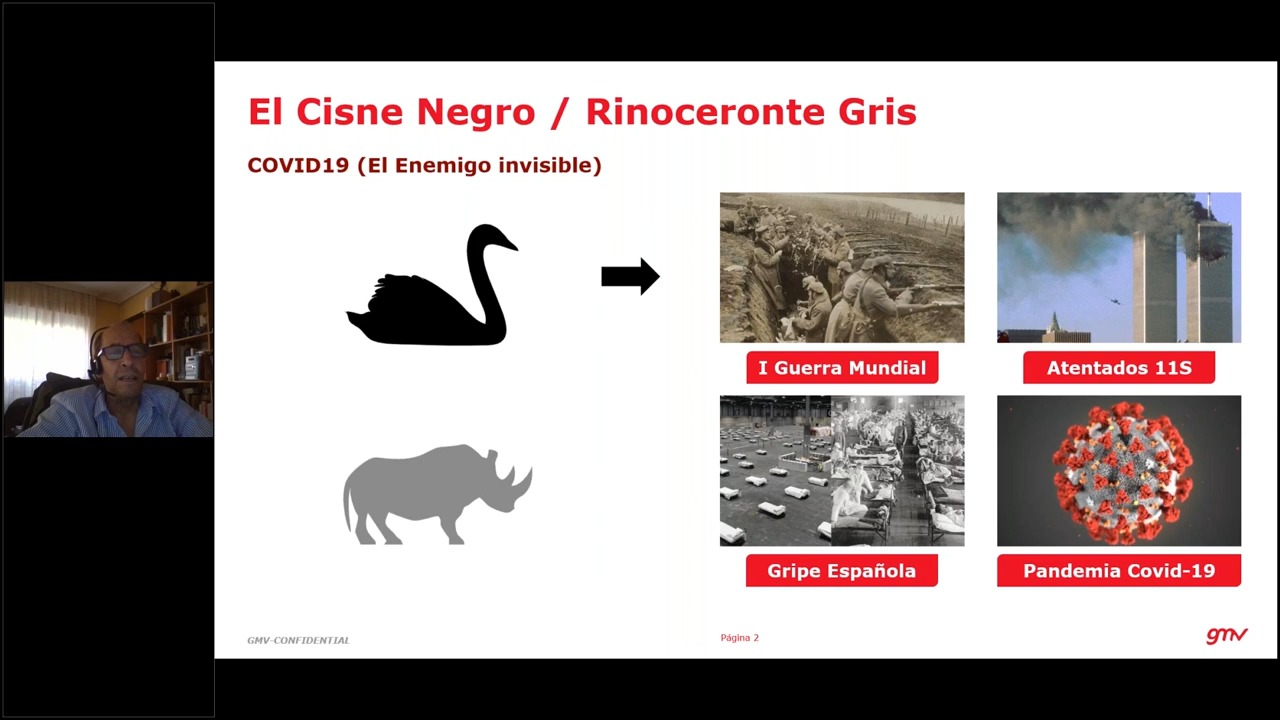 El Cisne Negro / Rinoceronte Gris
COVID19 (El Enemigo invisible)
I Guerra Mundial
Atentados 11S
Gripe Española
Pandemia Covid-19
GMV-CONFIDENTIAL
Página 2
gmv